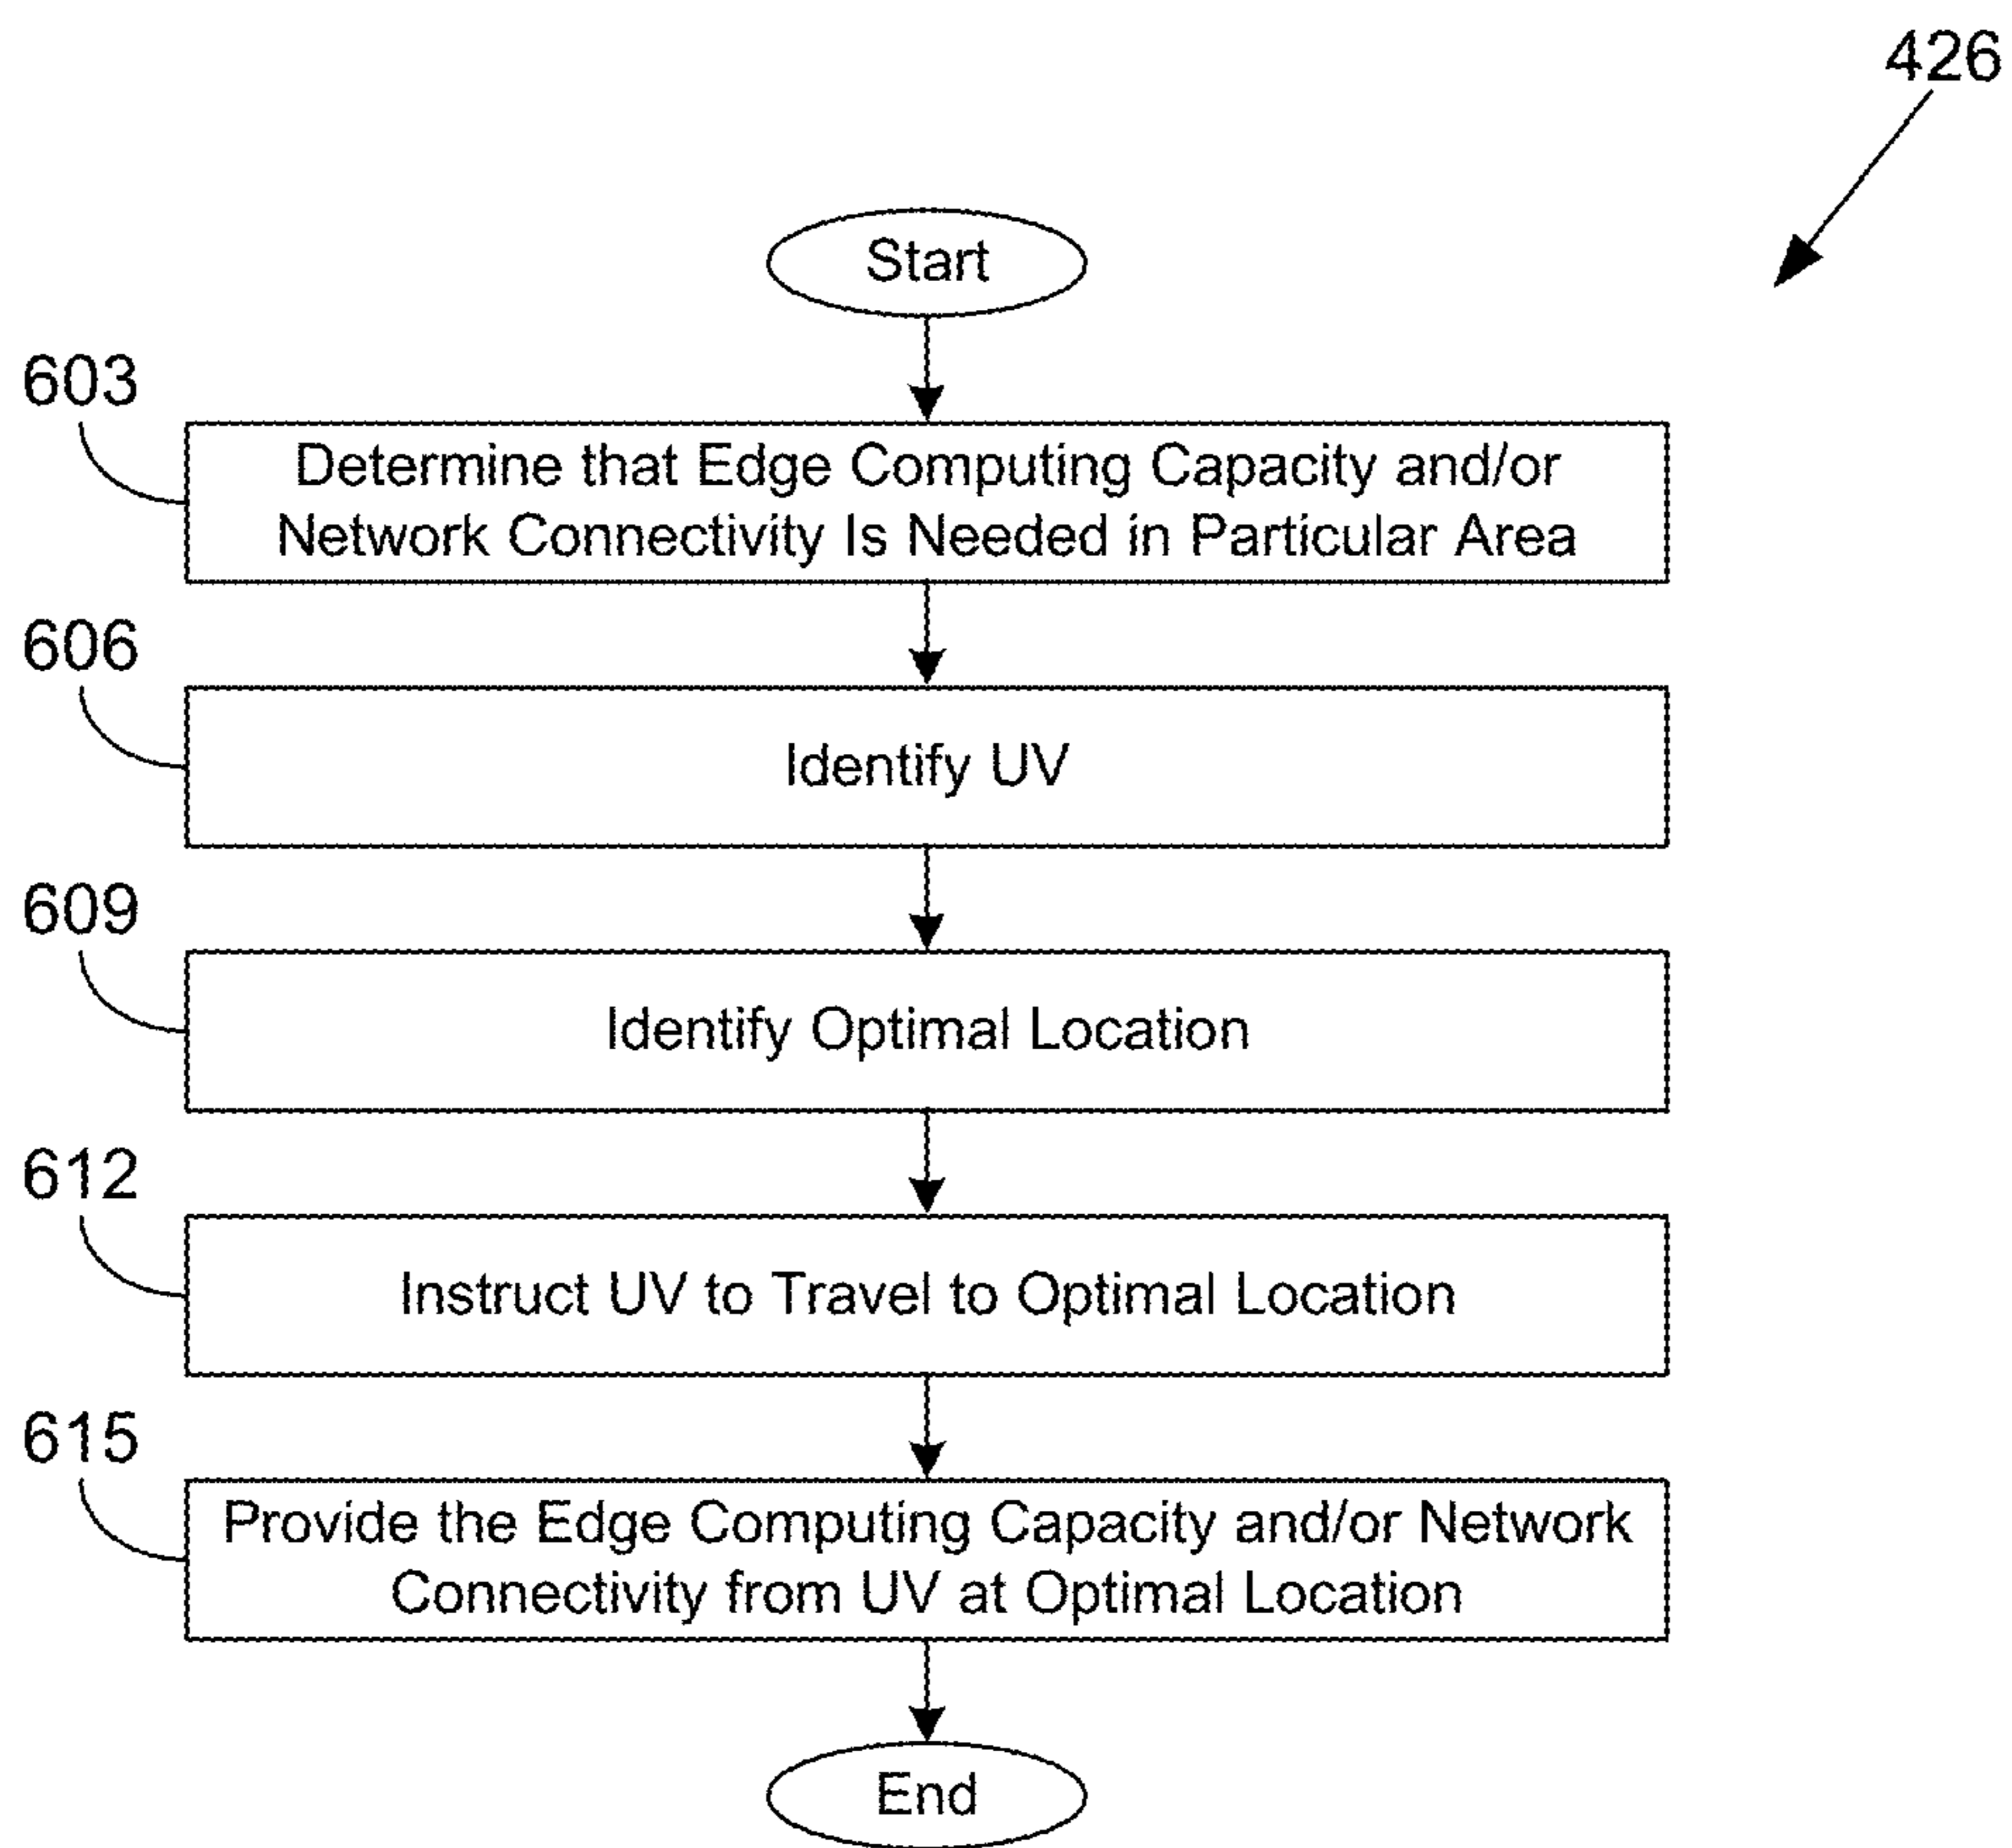 426
Start
603
Determine that Edge Computing Capacity and/or
Network Connectivity Is Needed in Particular Area
606
Identify UV
609
Identify Optimal Location
612
Instruct UV to Travel to Optimal Location
615
Provide the Edge Computing Capacity and/or Network
Connectivity from UV at Optimal Location
End